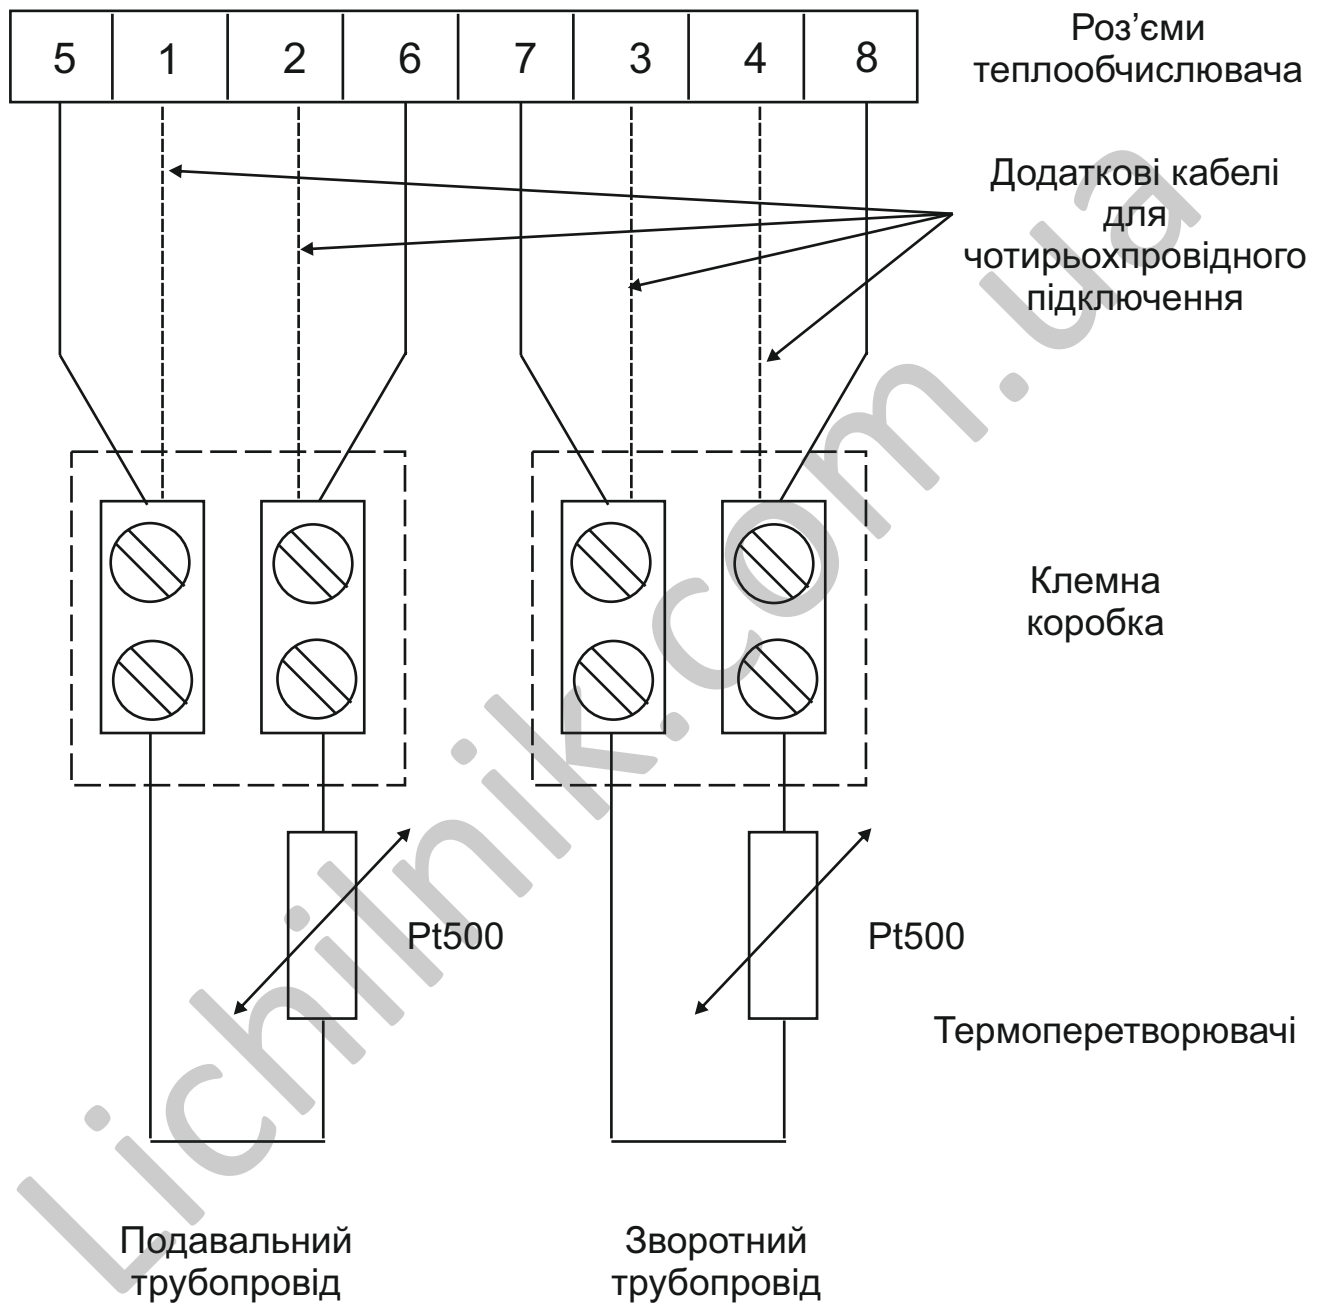 5 1 2 6 7 3 4 8
Роз’єми
теплообчислювача
Додаткові кабелі
для
чотирьохпровідного
підключення
Клемна
коробка
Pt500
Pt500
Термоперетворювачі
Подавальний
трубопровід
Зворотний
трубопровід
Lichilnik.com.ua